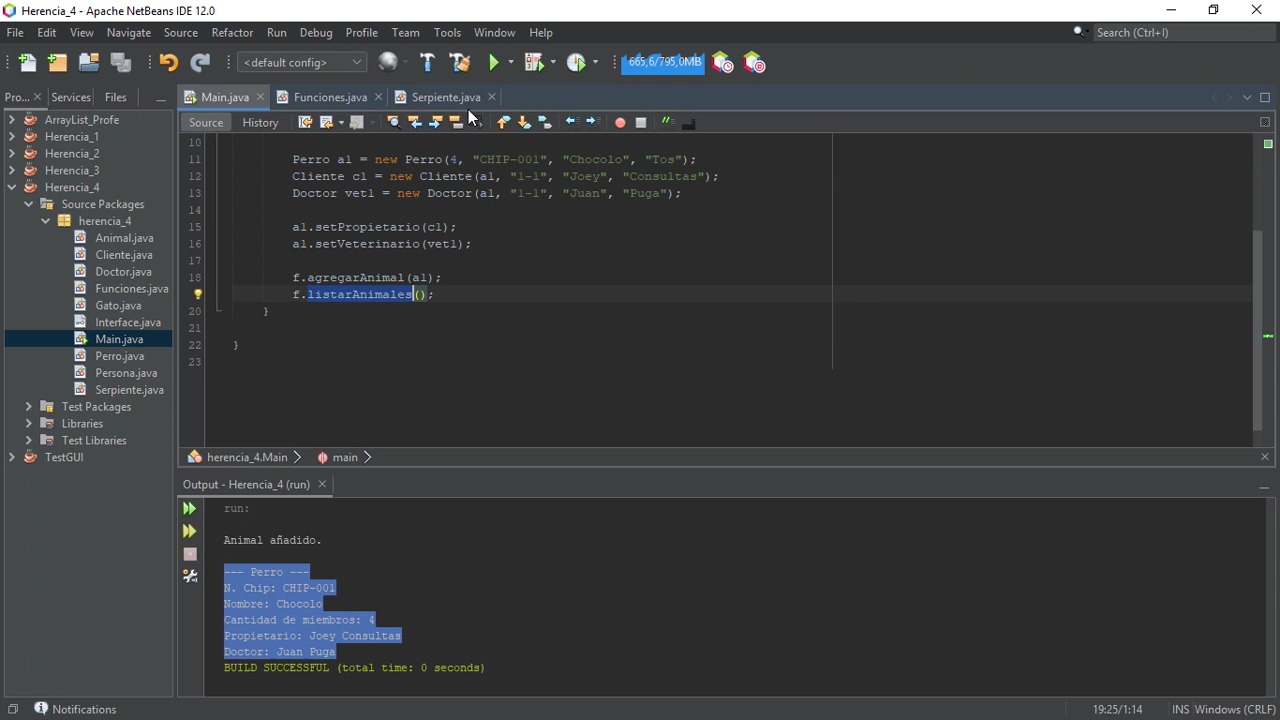 Herencia_4 - Apache NetBeans IDE 12.0
File Edit View Navigate Source Refactor Run Debug Profile Team Tools Window Help
Search (Ctrl+I)
<default config>
665,6/795,0MB
Pro... Services Files
Main.java Funciones.java Serpiente.java
Source History
ArrayList_Profe
Herencia_1
Herencia_2
Herencia_3
Herencia_4
Source Packages
herencia_4
Animal.java
Cliente.java
Doctor.java
Funciones.java
Gato.java
Interface.java
Main.java
Perro.java
Persona.java
Serpiente.java
Test Packages
Libraries
Test Libraries
TestGUI
10
11 Perro a1 = new Perro(4, "CHIP-001", "Chocolo", "Tos");
12 Cliente c1 = new Cliente(a1, "1-1", "Joey", "Consultas");
13 Doctor vet1 = new Doctor(a1, "1-1", "Juan", "Puga");
14
15 a1.setPropietario(c1);
16 a1.setVeterinario(vet1);
17
18 f.agregarAnimal(a1);
f.listarAnimales();
20 }
21
22 }
23
herencia_4.Main main
Output - Herencia_4 (run)
run:
Animal añadido.
--- Perro ---
N. Chip: CHIP-001
Nombre: Chocolo
Cantidad de miembros: 4
Propietario: Joey Consultas
Doctor: Juan Puga
BUILD SUCCESSFUL (total time: 0 seconds)
Notifications
19:25/1:14 INS Windows (CRLF)